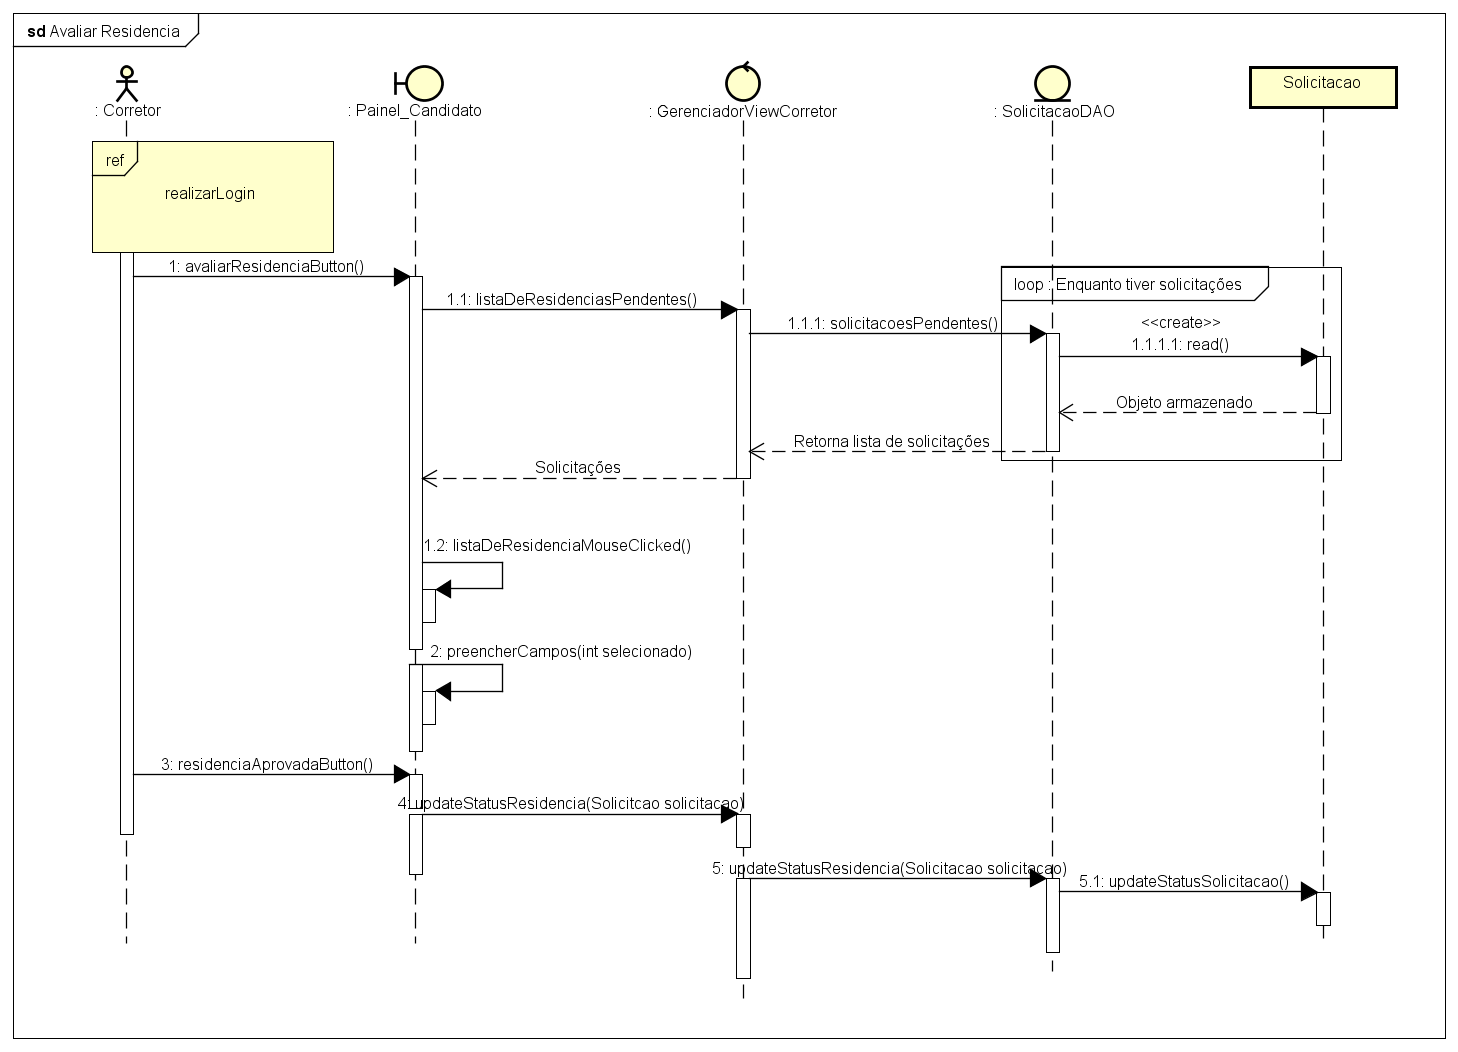 sd Avaliar Residencia
: Corretor
: Painel_Candidato
: GerenciadorViewCorretor
: SolicitacaoDAO
Solicitacao
ref
realizarLogin
1: avaliarResidenciaButton()
loop : Enquanto tiver solicitações
1.1: listaDeResidenciasPendentes()
1.1.1: solicitacoesPendentes()
<<create>>
1.1.1.1: read()
Objeto armazenado
Retorna lista de solicitações
Solicitações
1.2: listaDeResidenciaMouseClicked()
2: preencherCampos(int selecionado)
3: residenciaAprovadaButton()
4: updateStatusResidencia(Solicitcao solicitacao)
5: updateStatusResidencia(Solicitacao solicitacao)
5.1: updateStatusSolicitacao()